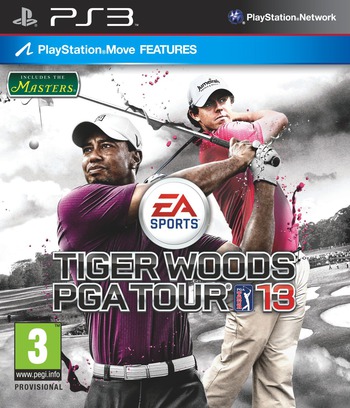 PS3
PlayStation®Network
PlayStation®Move FEATURES
INCLUDES THE
MASTERS
EA
SPORTS
TIGER WOODS
PGA TOUR 13
3
www.pegi.info
PROVISIONAL